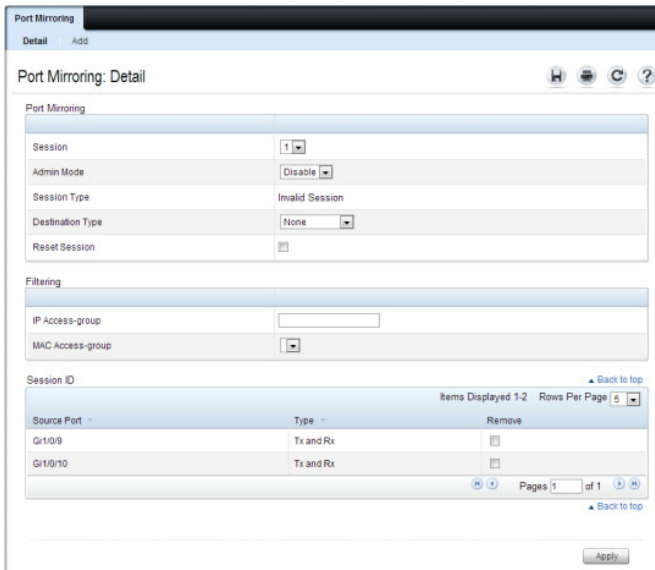 Port Mirroring
Detail Add
Port Mirroring: Detail
?
Port Mirroring
Session 1
Admin Mode Disable
Session Type Invalid Session
Destination Type None
Reset Session
Filtering
IP Access-group
MAC Access-group
Session ID Back to top
Items Displayed 1-2 Rows Per Page 5
Source Port Type Remove
Gi1/0/9 Tx and Rx
Gi1/0/10 Tx and Rx
Pages 1 of 1
Back to top
Apply